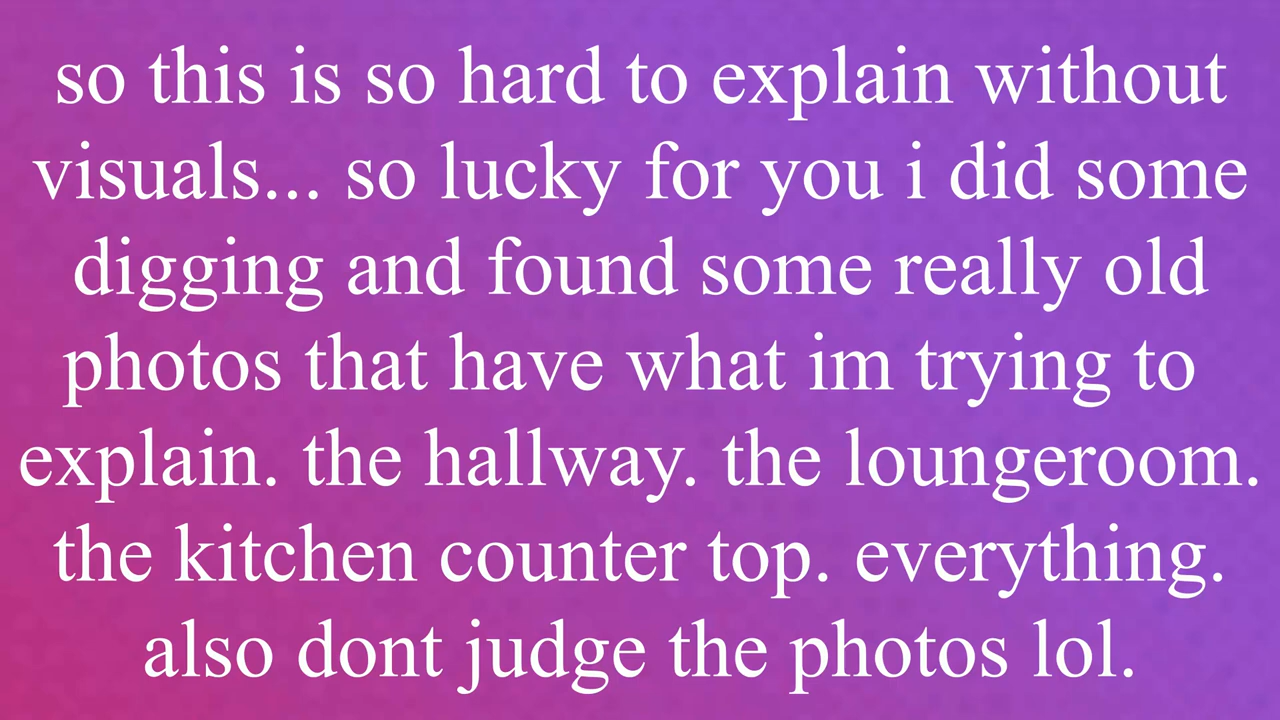 so this is so hard to explain without
visuals... so lucky for you i did some
digging and found some really old
photos that have what im trying to
explain. the hallway. the loungeroom.
the kitchen counter top. everything.
also dont judge the photos lol.